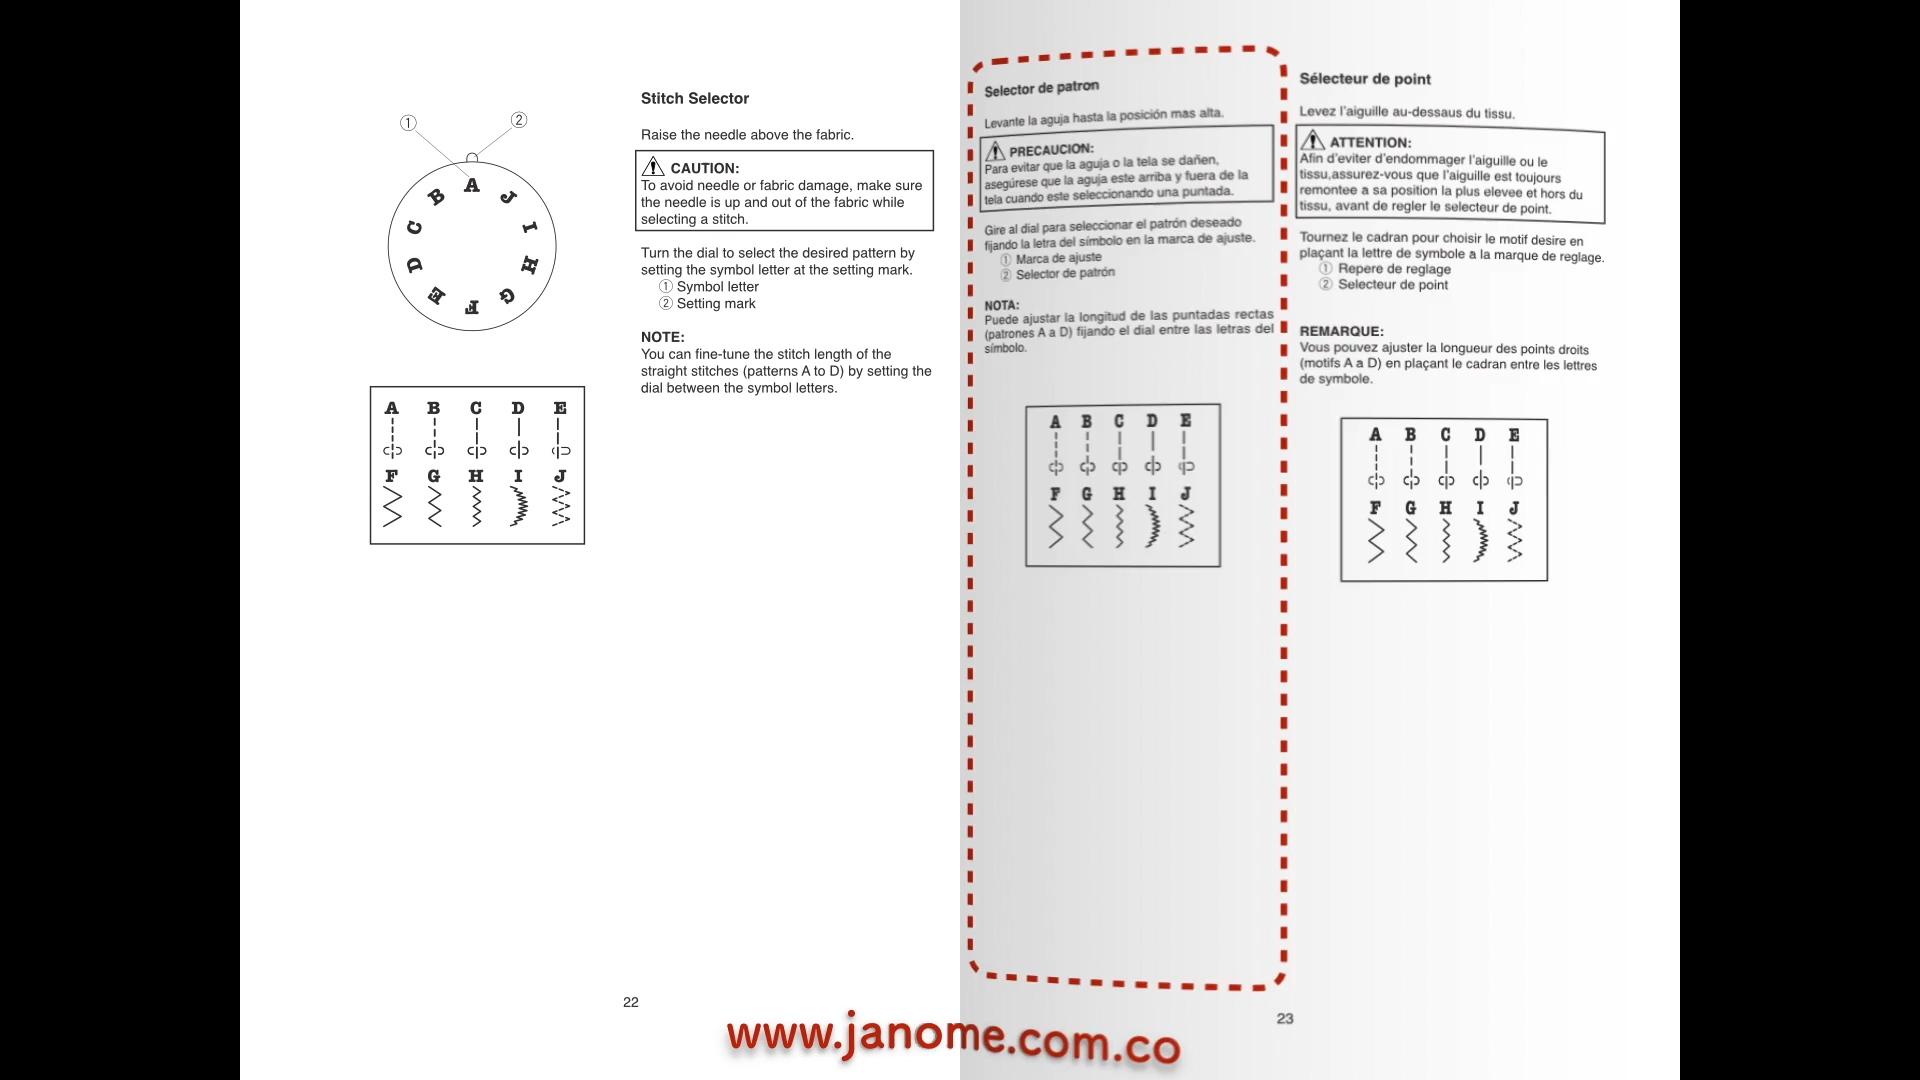 ① ②
A
B J
C I
D H
E G
F
A B C D E
F G H I J
Stitch Selector
Raise the needle above the fabric.
CAUTION:
To avoid needle or fabric damage, make sure
the needle is up and out of the fabric while
selecting a stitch.
Turn the dial to select the desired pattern by
setting the symbol letter at the setting mark.
① Symbol letter
② Setting mark
NOTE:
You can fine-tune the stitch length of the
straight stitches (patterns A to D) by setting the
dial between the symbol letters.
22
Selector de patron
Levante la aguja hasta la posición mas alta.
PRECAUCION:
Para evitar que la aguja o la tela se dañen,
asegúrese que la aguja este arriba y fuera de la
tela cuando este seleccionando una puntada.
Gire al dial para seleccionar el patrón deseado
fijando la letra del símbolo en la marca de ajuste.
① Marca de ajuste
② Selector de patrón
NOTA:
Puede ajustar la longitud de las puntadas rectas
(patrones A a D) fijando el dial entre las letras del
símbolo.
A B C D E
F G H I J
Sélecteur de point
Levez l'aiguille au-dessaus du tissu.
ATTENTION:
Afin d'eviter d'endommager l'aiguille ou le
tissu,assurez-vous que l'aiguille est toujours
remontee a sa position la plus elevee et hors du
tissu, avant de regler le selecteur de point.
Tournez le cadran pour choisir le motif desire en
plaçant la lettre de symbole a la marque de reglage.
① Repere de reglage
② Selecteur de point
REMARQUE:
Vous pouvez ajuster la longueur des points droits
(motifs A a D) en plaçant le cadran entre les lettres
de symbole.
A B C D E
F G H I J
23
www.janome.com.co